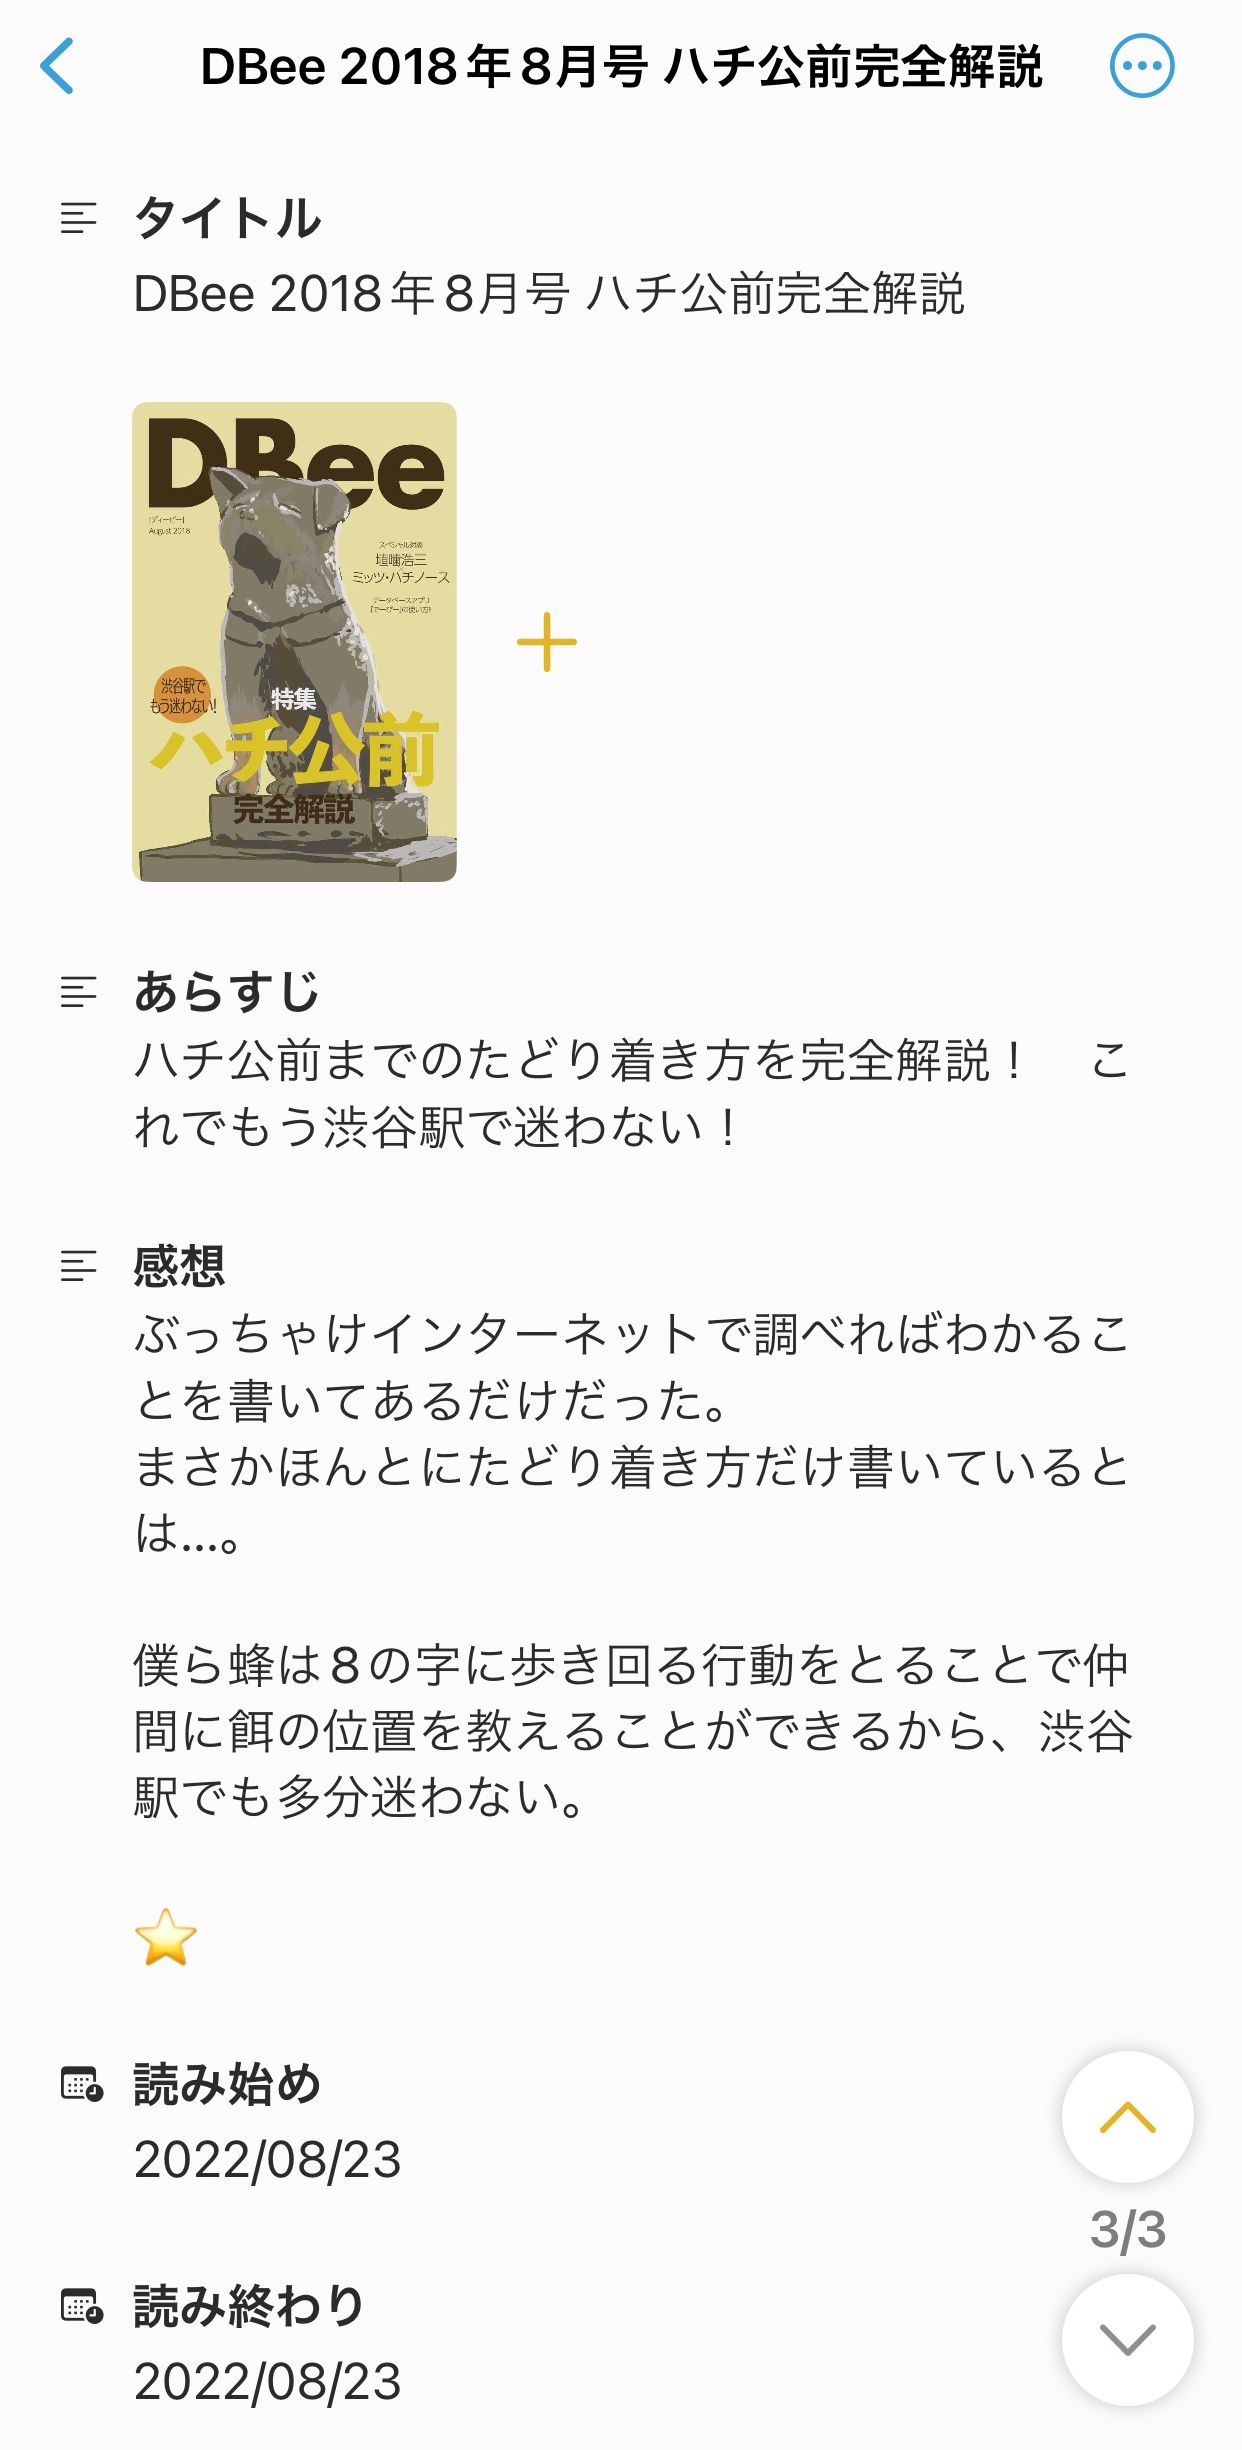 DBee 2018年8月号 ハチ公前完全解説
タイトル
DBee 2018年8月号 ハチ公前完全解説
DBee
[ディービー]
August 2018
スペシャル対談
埴噛浩三
ミッツ・ハチノース
データベースアプリ
「でーびー」の使い方!!
渋谷駅で
もう迷わない!
特集
ハチ公前
完全解説
あらすじ
ハチ公前までのたどり着き方を完全解説！　こ
れでもう渋谷駅で迷わない！
感想
ぶっちゃけインターネットで調べればわかるこ
とを書いてあるだけだった。
まさかほんとにたどり着き方だけ書いていると
は…。
僕ら蜂は8の字に歩き回る行動をとることで仲
間に餌の位置を教えることができるから、渋谷
駅でも多分迷わない。
読み始め
2022/08/23
3/3
読み終わり
2022/08/23